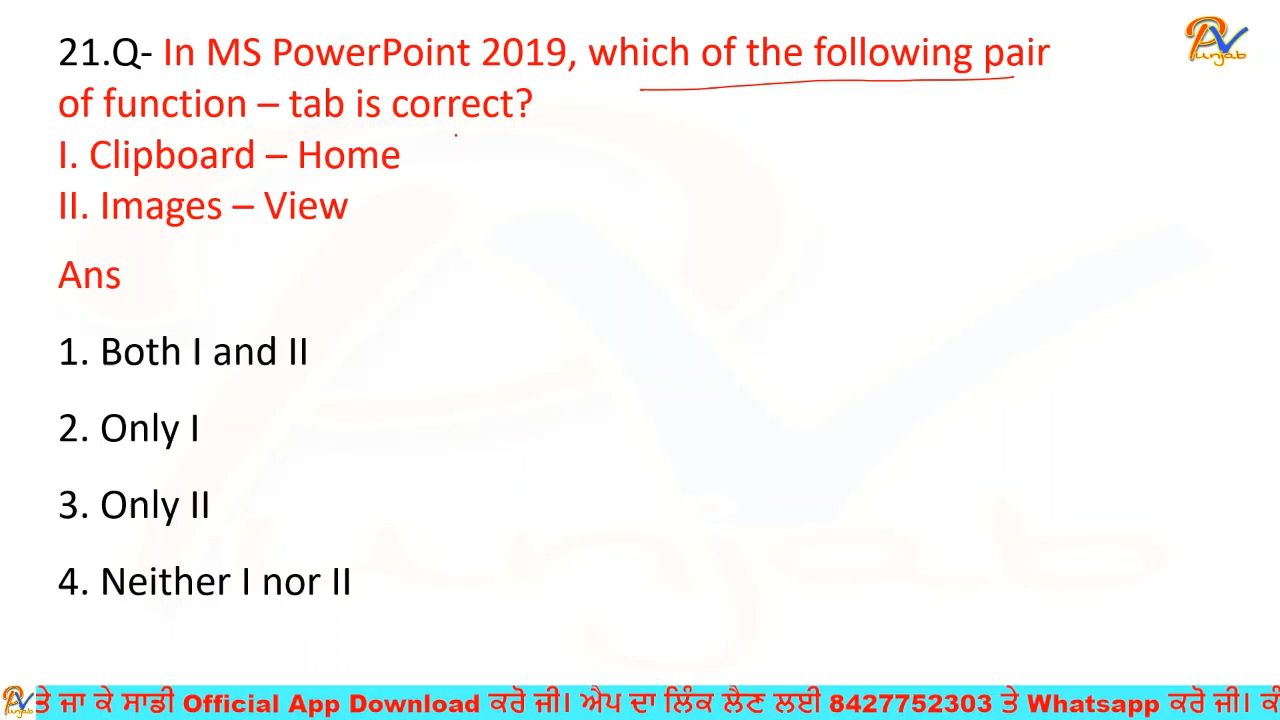 21.Q- In MS PowerPoint 2019, which of the following pair
of function – tab is correct?
I. Clipboard – Home
II. Images – View
Ans
1. Both I and II
2. Only I
3. Only II
4. Neither I nor II
Punjab
ਤੇ ਜਾ ਕੇ ਸਾਡੀ Official App Download ਕਰੋ ਜੀ। ਐਪ ਦਾ ਲਿੰਕ ਲੈਣ ਲਈ 8427752303 ਤੇ Whatsapp ਕਰੋ ਜੀ।